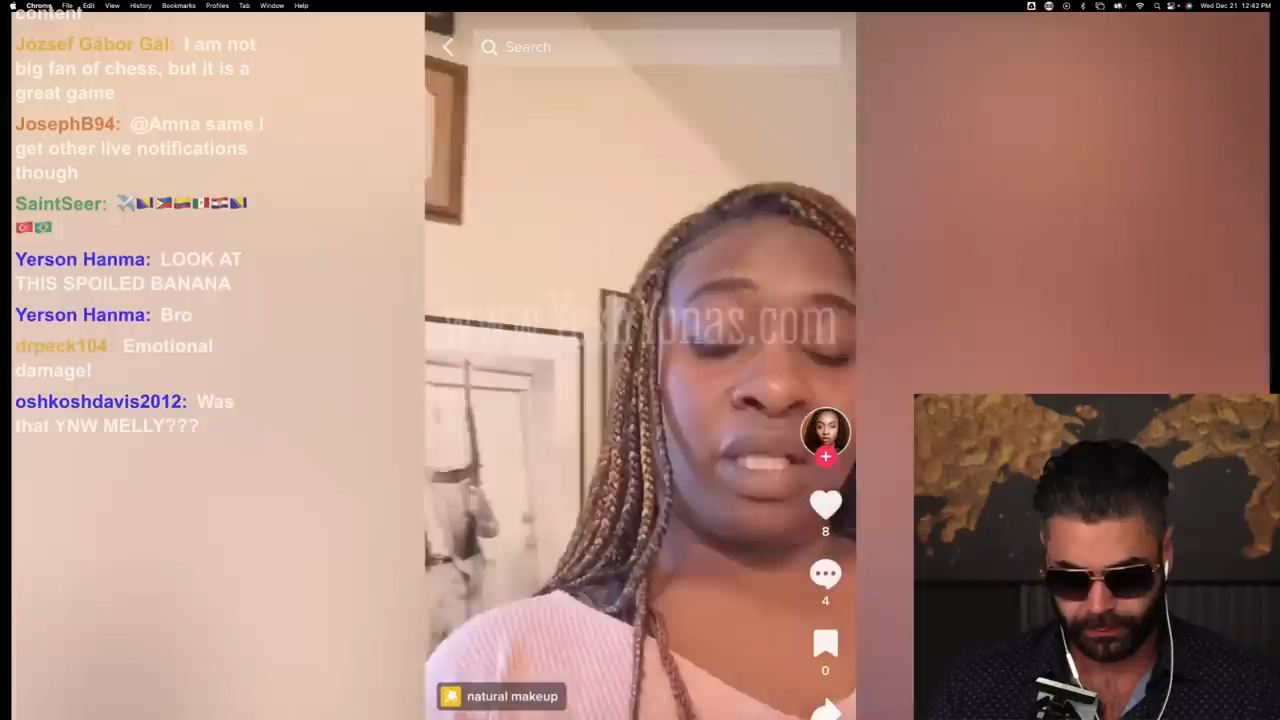 Chrome File Edit View History Bookmarks Profiles Tab Window Help
Wed Dec 21 12:42 PM
content
József Gábor Gál: I am not
big fan of chess, but it is a
great game
JosephB94: @Amna same I
get other live notifications
though
SaintSeer:
Yerson Hanma: LOOK AT
THIS SPOILED BANANA
Yerson Hanma: Bro
drpeck104: Emotional
damage!
oshkoshdavis2012: Was
that YNW MELLY???
Search
www.YoshYonas.com
8
4
0
natural makeup